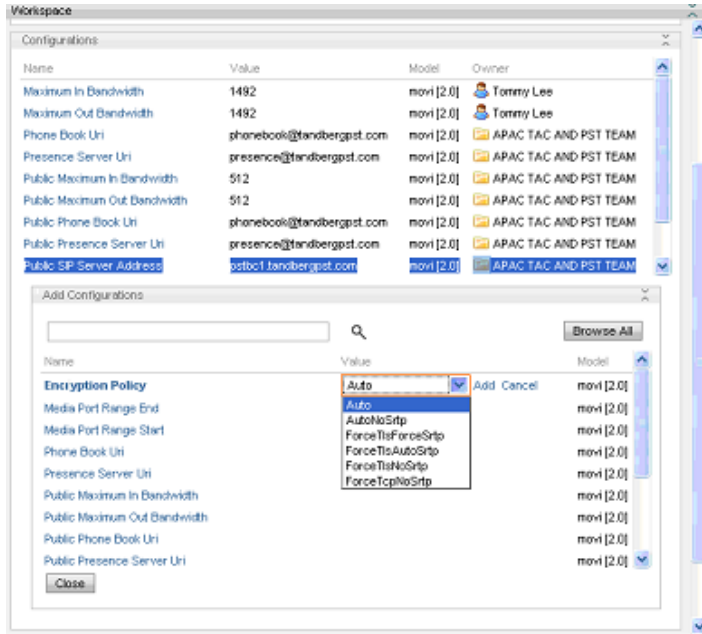 Workspace
Configurations
Name Value Model Owner
Maximum In Bandwidth 1492 movi [2.0] Tommy Lee
Maximum Out Bandwidth 1492 movi [2.0] Tommy Lee
Phone Book Uri phonebook@tandbergpst.com movi [2.0] APAC TAC AND PST TEAM
Presence Server Uri presence@tandbergpst.com movi [2.0] APAC TAC AND PST TEAM
Public Maximum In Bandwidth 512 movi [2.0] APAC TAC AND PST TEAM
Public Maximum Out Bandwidth 512 movi [2.0] APAC TAC AND PST TEAM
Public Phone Book Uri phonebook@tandbergpst.com movi [2.0] APAC TAC AND PST TEAM
Public Presence Server Uri presence@tandbergpst.com movi [2.0] APAC TAC AND PST TEAM
Public SIP Server Address pstbc1.tandbergpst.com movi [2.0] APAC TAC AND PST TEAM
Add Configurations
Browse All
Name Value Model
Encryption Policy Auto Add Cancel movi [2.0]
Auto
Media Port Range End movi [2.0]
AutoNoSrtp
Media Port Range Start movi [2.0]
ForceTlsForceSrtp
Phone Book Uri movi [2.0]
ForceTlsAutoSrtp
ForceTlsNoSrtp
Presence Server Uri movi [2.0]
ForceTcpNoSrtp
Public Maximum In Bandwidth movi [2.0]
Public Maximum Out Bandwidth movi [2.0]
Public Phone Book Uri movi [2.0]
Public Presence Server Uri movi [2.0]
Close